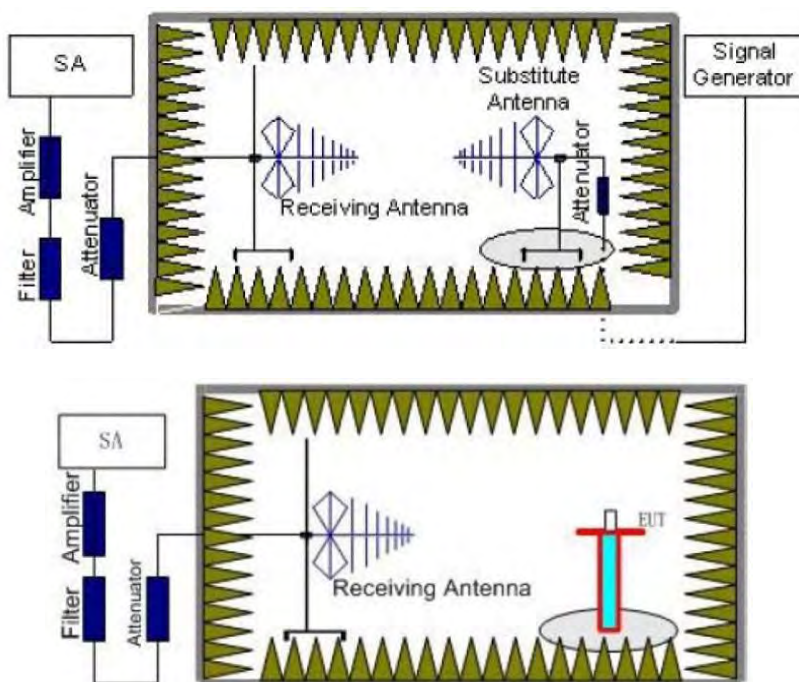 SA
Signal
Generator
Substitute
Antenna
Amplifier
Attenuator
Attenuator
Receiving Antenna
Filter
SA
Amplifier
EUT
Receiving Antenna
Filter
Attenuator